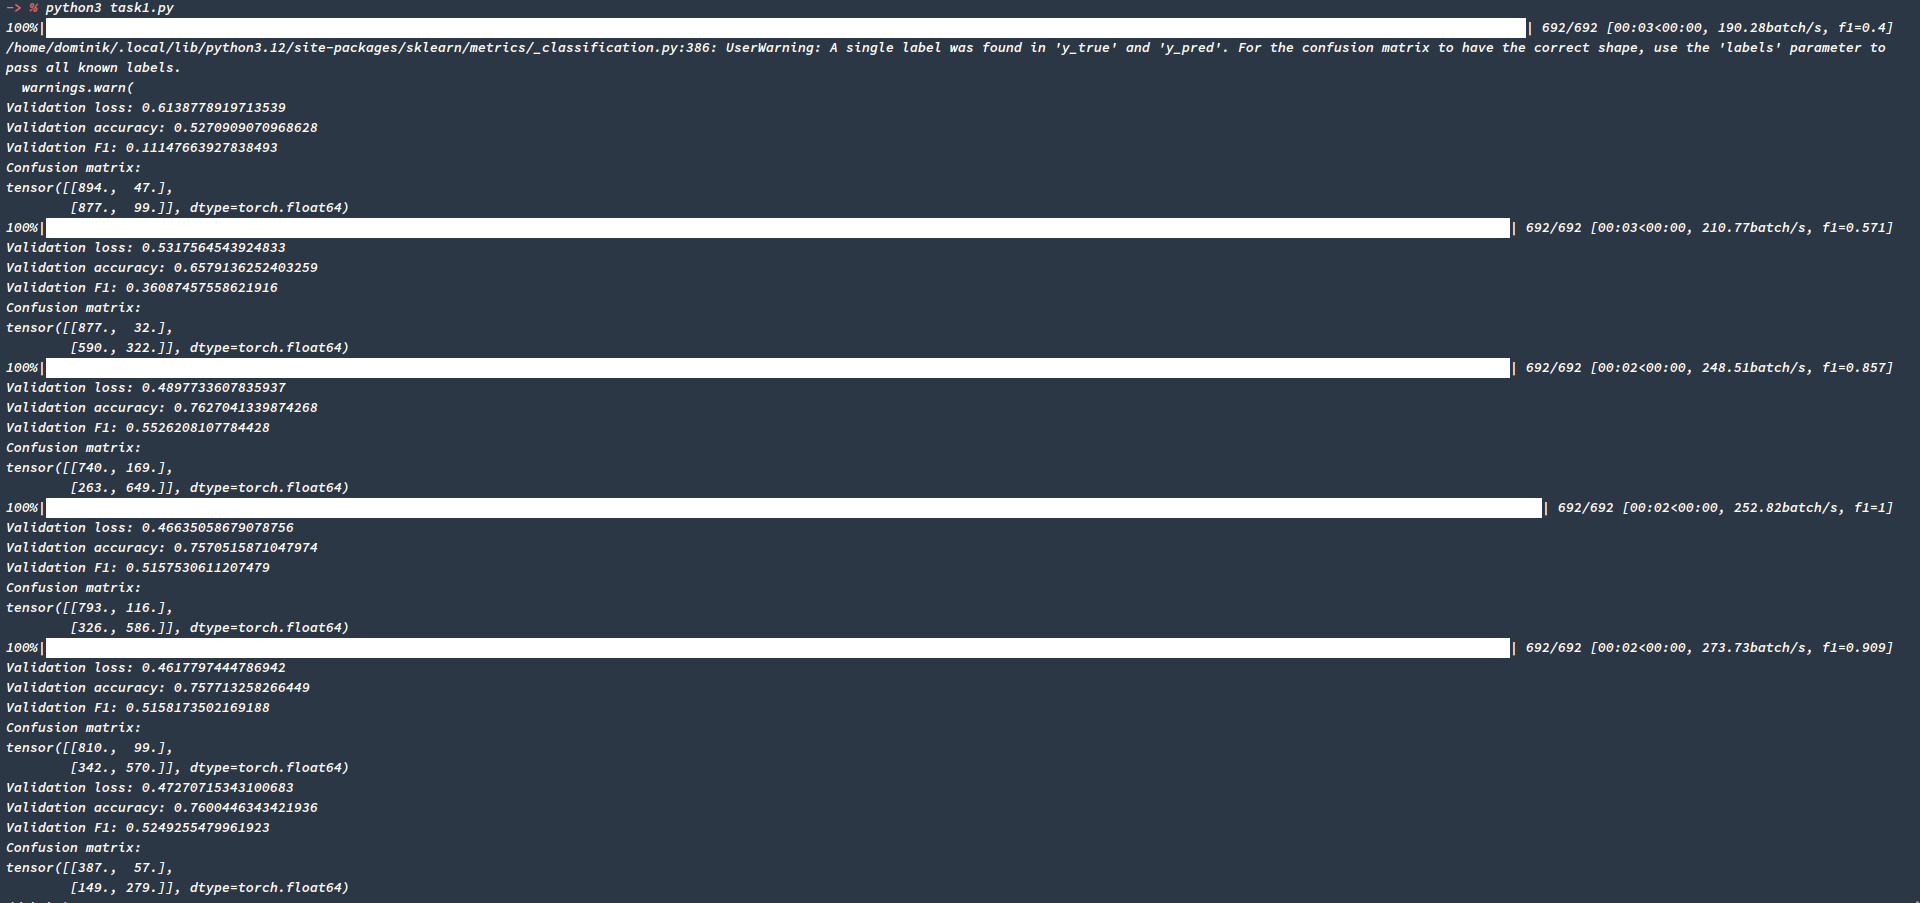 -> % python3 task1.py
100%| | 692/692 [00:03<00:00, 190.28batch/s, f1=0.4]
/home/dominik/.local/lib/python3.12/site-packages/sklearn/metrics/_classification.py:386: UserWarning: A single label was found in 'y_true' and 'y_pred'. For the confusion matrix to have the correct shape, use the 'labels' parameter to
pass all known labels.
  warnings.warn(
Validation loss: 0.6138778919713539
Validation accuracy: 0.5270909070968628
Validation F1: 0.11147663927838493
Confusion matrix:
tensor([[894.,  47.],
        [877.,  99.]], dtype=torch.float64)
100%| | 692/692 [00:03<00:00, 210.77batch/s, f1=0.571]
Validation loss: 0.5317564543924833
Validation accuracy: 0.6579136252403259
Validation F1: 0.36087457558621916
Confusion matrix:
tensor([[877.,  32.],
        [590., 322.]], dtype=torch.float64)
100%| | 692/692 [00:02<00:00, 248.51batch/s, f1=0.857]
Validation loss: 0.4897733607835937
Validation accuracy: 0.7627041339874268
Validation F1: 0.5526208107784428
Confusion matrix:
tensor([[740., 169.],
        [263., 649.]], dtype=torch.float64)
100%| | 692/692 [00:02<00:00, 252.82batch/s, f1=1]
Validation loss: 0.46635058679078756
Validation accuracy: 0.7570515871047974
Validation F1: 0.5157530611207479
Confusion matrix:
tensor([[793., 116.],
        [326., 586.]], dtype=torch.float64)
100%| | 692/692 [00:02<00:00, 273.73batch/s, f1=0.909]
Validation loss: 0.4617797444786942
Validation accuracy: 0.757713258266449
Validation F1: 0.5158173502169188
Confusion matrix:
tensor([[810.,  99.],
        [342., 570.]], dtype=torch.float64)
Validation loss: 0.47270715343100683
Validation accuracy: 0.7600446343421936
Validation F1: 0.5249255479961923
Confusion matrix:
tensor([[387.,  57.],
        [149., 279.]], dtype=torch.float64)